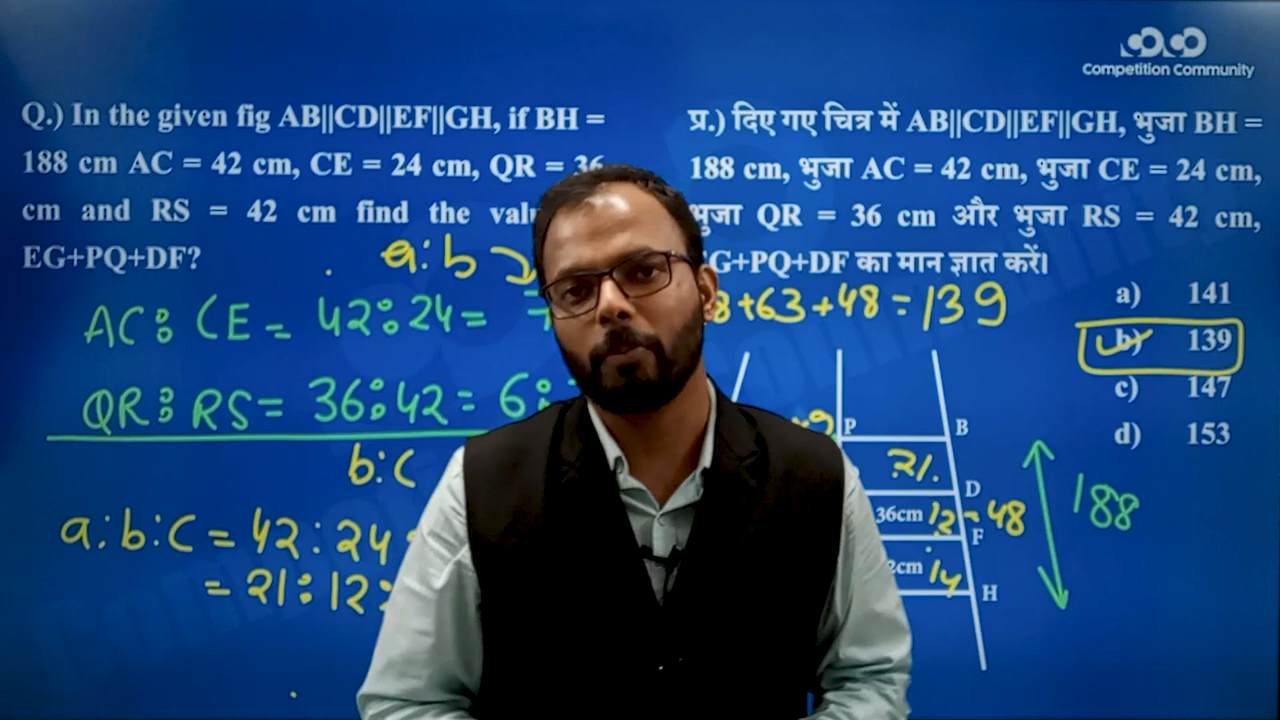 Competition Community
Q.) In the given fig AB||CD||EF||GH, if BH =
188 cm AC = 42 cm, CE = 24 cm, QR = 36
cm and RS = 42 cm find the
EG+PQ+DF?
प्र.) दिए गए चित्र में AB||CD||EF||GH, भुजा BH =
188 cm, भुजा AC = 42 cm, भुजा CE = 24 cm,
भुजा QR = 36 cm और भुजा RS = 42 cm,
EG+PQ+DF का मान ज्ञात करें।
a) 141
b) 139
c) 147
d) 153
a:b
AC:CE = 42:24 =
QR:RS = 36:42 = 6:
b:c
a:b:c = 42:24
= 21:12:
+63+48=139
P B
21 D
36cm 12 = 48 F
14 H
188